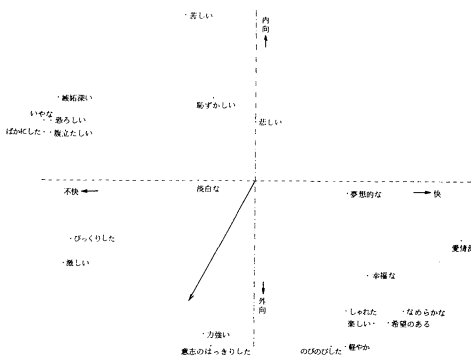 苦しい
内向
嫉妬深い
恥ずかしい
いやな
恐ろしい
悲しい
ばかにした
腹立たしい
淡白な
不快
夢想的な
快
びっくりした
愛情
激しい
幸福な
外向
しゃれた
なめらかな
楽しい
希望のある
力強い
意志のはっきりした
のびのびした
軽やか